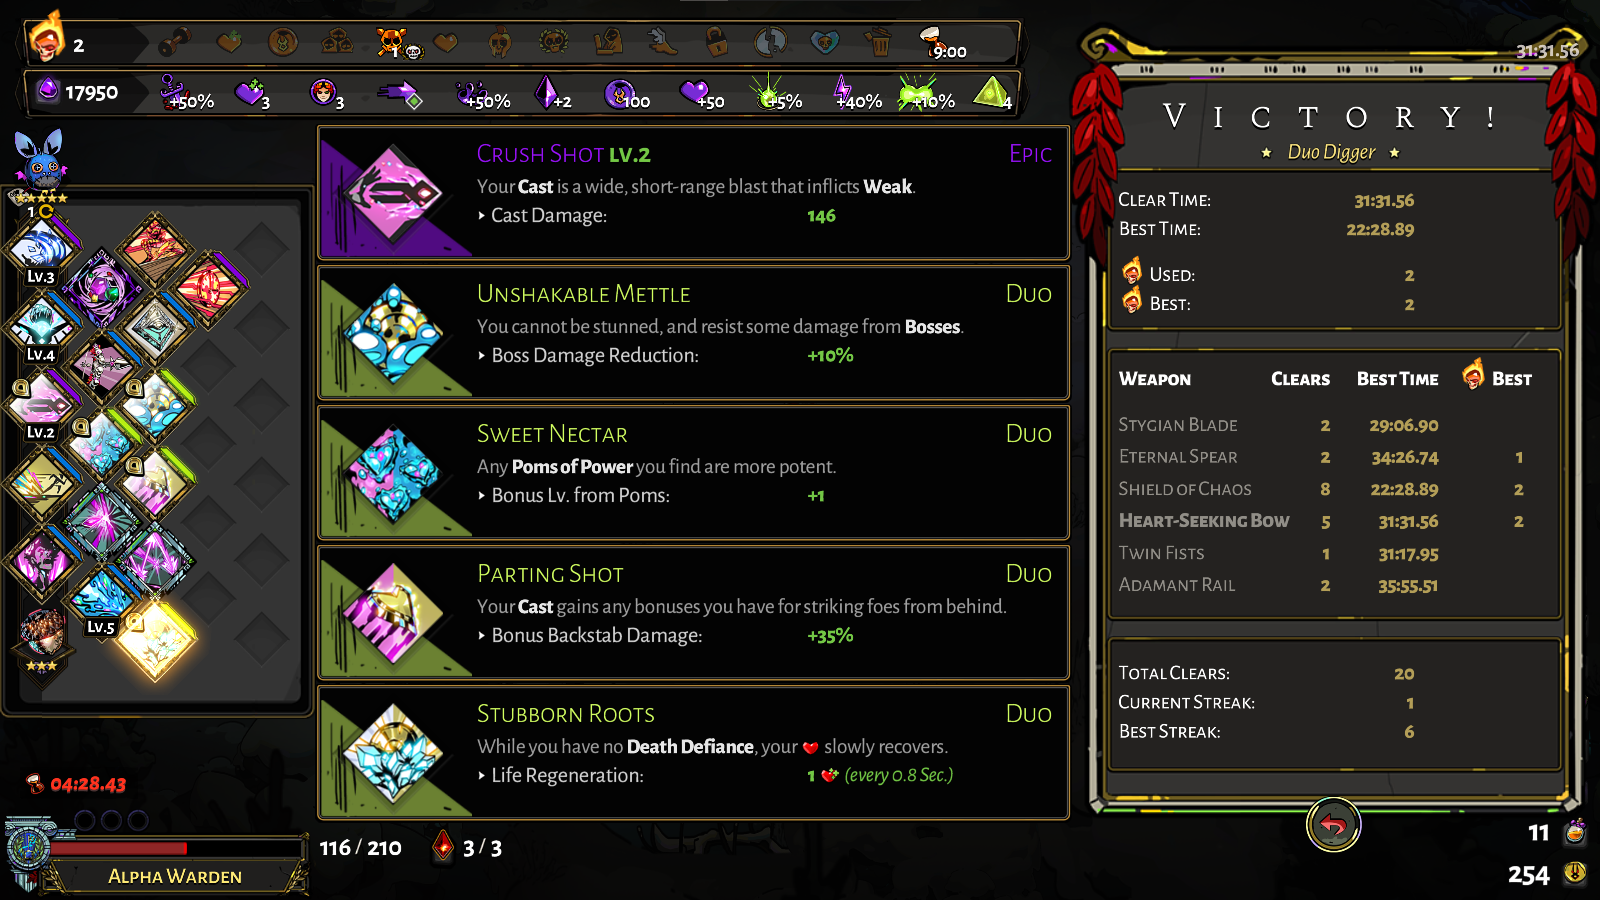 2
1
9:00
17950
+50%
3
3
+50%
+2
100
+50
+5%
+40%
+10%
4
1
Lv.3
Lv.4
Lv.2
Lv.5
Crush Shot LV.2
Epic
Your Cast is a wide, short-range blast that inflicts Weak.
Cast Damage: 146
Unshakable Mettle
Duo
You cannot be stunned, and resist some damage from Bosses.
Boss Damage Reduction: +10%
Sweet Nectar
Duo
Any Poms of Power you find are more potent.
Bonus Lv. from Poms: +1
Parting Shot
Duo
Your Cast gains any bonuses you have for striking foes from behind.
Bonus Backstab Damage: +35%
Stubborn Roots
Duo
While you have no Death Defiance, your slowly recovers.
Life Regeneration: 1 (every 0.8 Sec.)
04:28.43
Alpha Warden
116 / 210
3 / 3
31:31.56
Victory!
Duo Digger
Clear Time: 31:31.56
Best Time: 22:28.89
Used: 2
Best: 2
Weapon Clears Best Time Best
Stygian Blade 2 29:06.90
Eternal Spear 2 34:26.74 1
Shield of Chaos 8 22:28.89 2
Heart-Seeking Bow 5 31:31.56 2
Twin Fists 1 31:17.95
Adamant Rail 2 35:55.51
Total Clears: 20
Current Streak: 1
Best Streak: 6
11
254